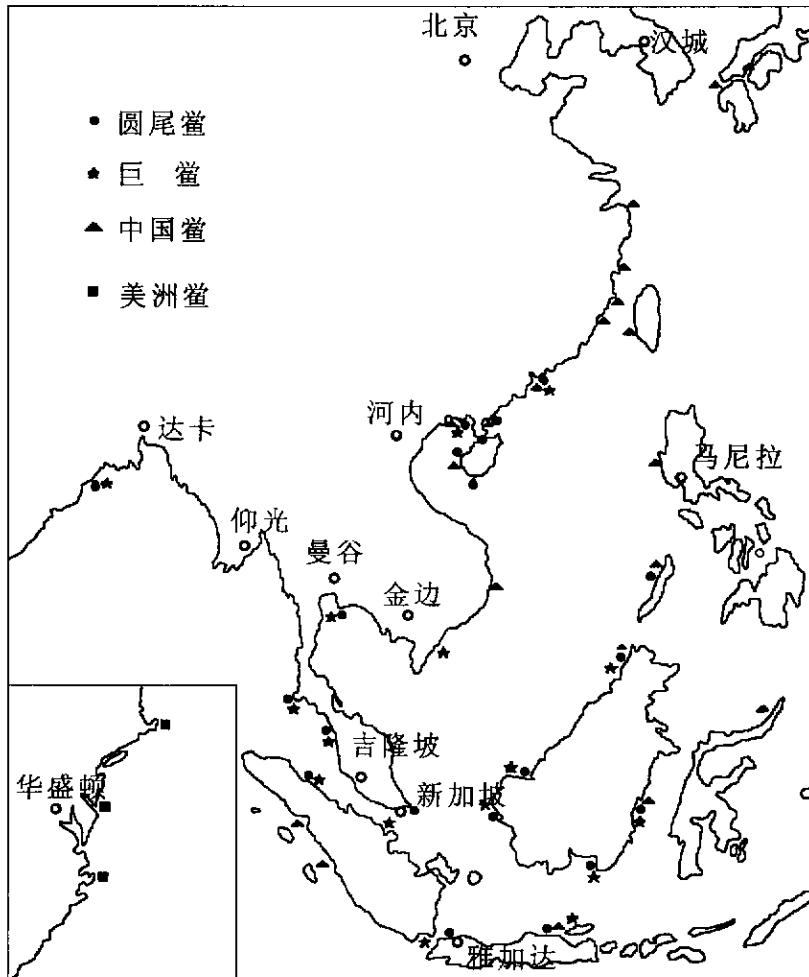 北京
汉城
圆尾鲎
巨 鲎
中国鲎
美洲鲎
达卡
河内
马尼拉
仰光
曼谷
金边
吉隆坡
新加坡
华盛顿
雅加达